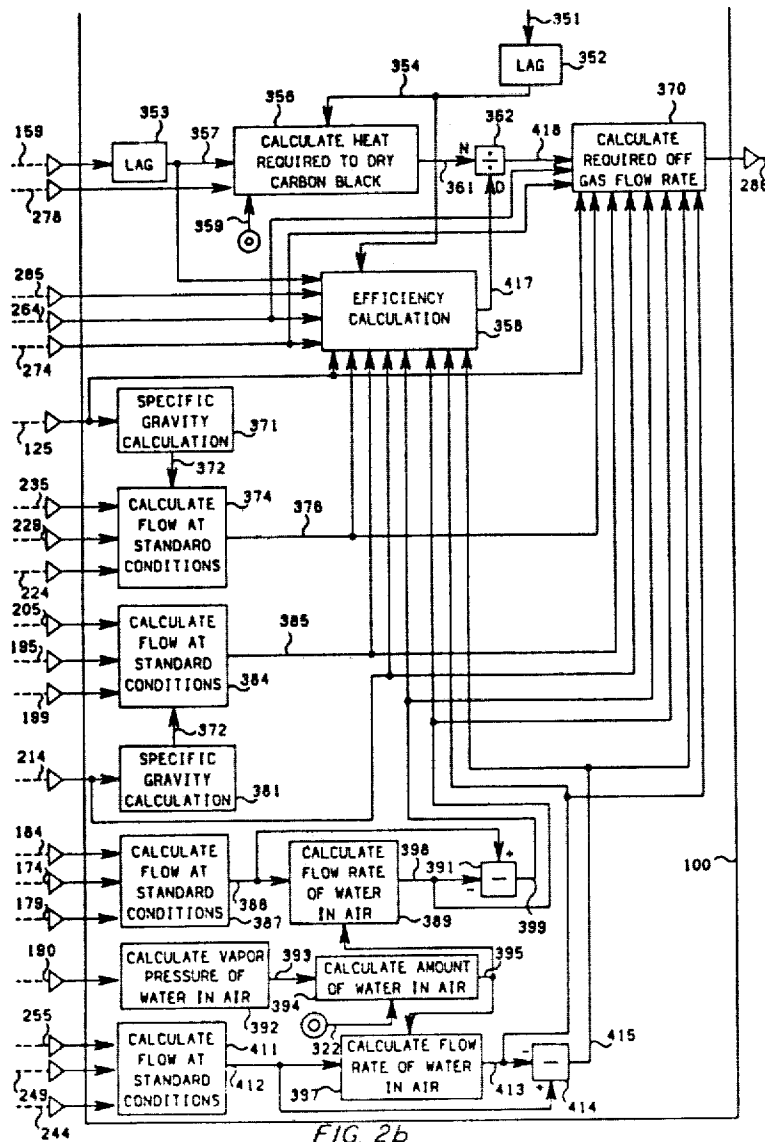 351
LAG
352
354
353
356
357
362
418
370
159
LAG
CALCULATE HEAT
REQUIRED TO DRY
CARBON BLACK
N
÷
D
361
CALCULATE
REQUIRED OFF
GAS FLOW RATE
278
359
285
264
274
EFFICIENCY
CALCULATION
417
358
125
SPECIFIC
GRAVITY
CALCULATION
371
372
235
CALCULATE
FLOW AT
STANDARD
CONDITIONS
374
224
205
CALCULATE
FLOW AT
STANDARD
CONDITIONS
385
195
199
384
372
214
SPECIFIC
GRAVITY
CALCULATION
381
184
174
179
CALCULATE
FLOW AT
STANDARD
CONDITIONS
387
CALCULATE
FLOW RATE
OF WATER
IN AIR
389
398
391
+
−
-
399
100
190
CALCULATE VAPOR
PRESSURE OF
WATER IN AIR
392
393
CALCULATE AMOUNT
OF WATER IN AIR
394
395
322
255
249
244
CALCULATE
FLOW AT
STANDARD
CONDITIONS
411
412
CALCULATE FLOW
RATE OF WATER
IN AIR
397
413
-
−
+
414
415
FIG. 2b